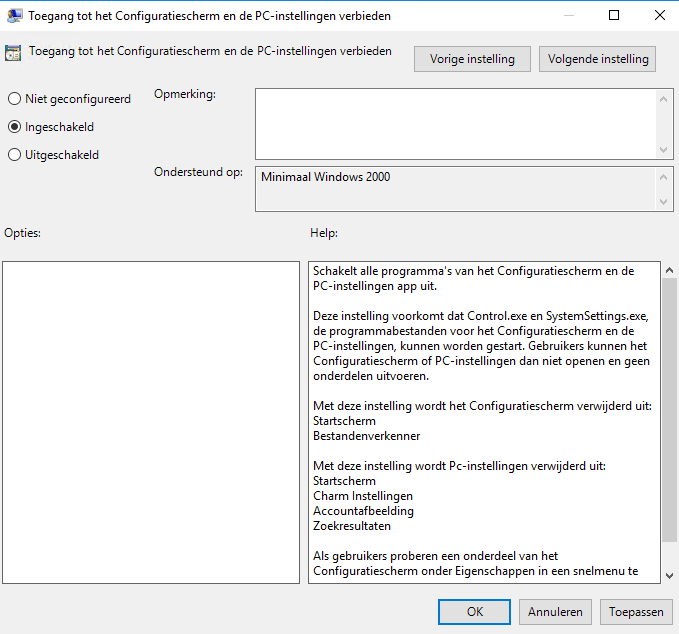 Toegang tot het Configuratiescherm en de PC-instellingen verbieden
Toegang tot het Configuratiescherm en de PC-instellingen verbieden
Vorige instelling
Volgende instelling
Niet geconfigureerd
Ingeschakeld
Uitgeschakeld
Opmerking:
Ondersteund op:
Minimaal Windows 2000
Opties:
Help:
Schakelt alle programma's van het Configuratiescherm en de
PC-instellingen app uit.
Deze instelling voorkomt dat Control.exe en SystemSettings.exe,
de programmabestanden voor het Configuratiescherm en de
PC-instellingen, kunnen worden gestart. Gebruikers kunnen het
Configuratiescherm of PC-instellingen dan niet openen en geen
onderdelen uitvoeren.
Met deze instelling wordt het Configuratiescherm verwijderd uit:
Startscherm
Bestandenverkenner
Met deze instelling wordt Pc-instellingen verwijderd uit:
Startscherm
Charm Instellingen
Accountafbeelding
Zoekresultaten
Als gebruikers proberen een onderdeel van het
Configuratiescherm onder Eigenschappen in een snelmenu te
OK
Annuleren
Toepassen